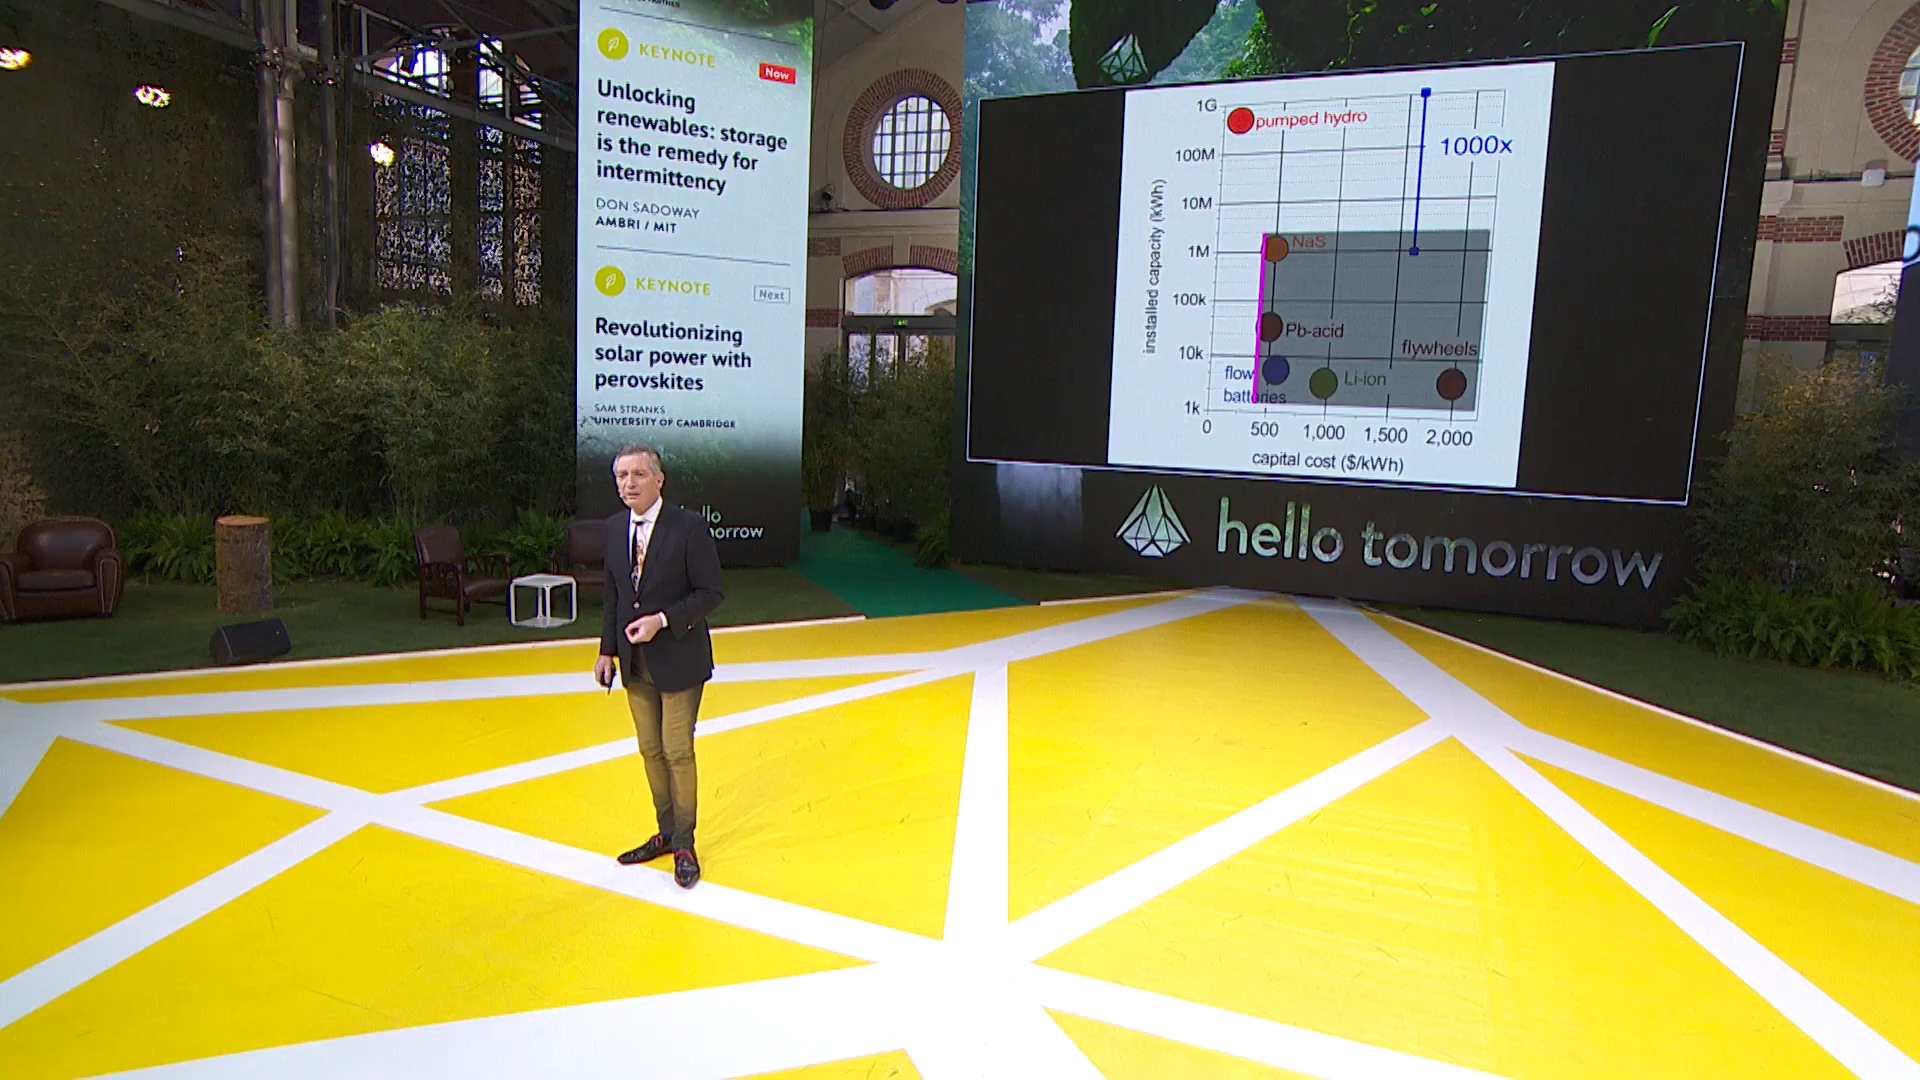 PARTNER
KEYNOTE
Now
Unlocking
renewables: storage
is the remedy for
intermittency
DON SADOWAY
AMBRI / MIT
KEYNOTE
Next
Revolutionizing
solar power with
perovskites
SAM STRANKS
UNIVERSITY OF CAMBRIDGE
1G
pumped hydro
1000x
100M
10M
installed capacity (kWh)
NaS
1M
100k
Pb-acid
flywheels
10k
flow
batteries
Li-ion
1k
0
500
1,000
1,500
2,000
capital cost ($/kWh)
hello tomorrow